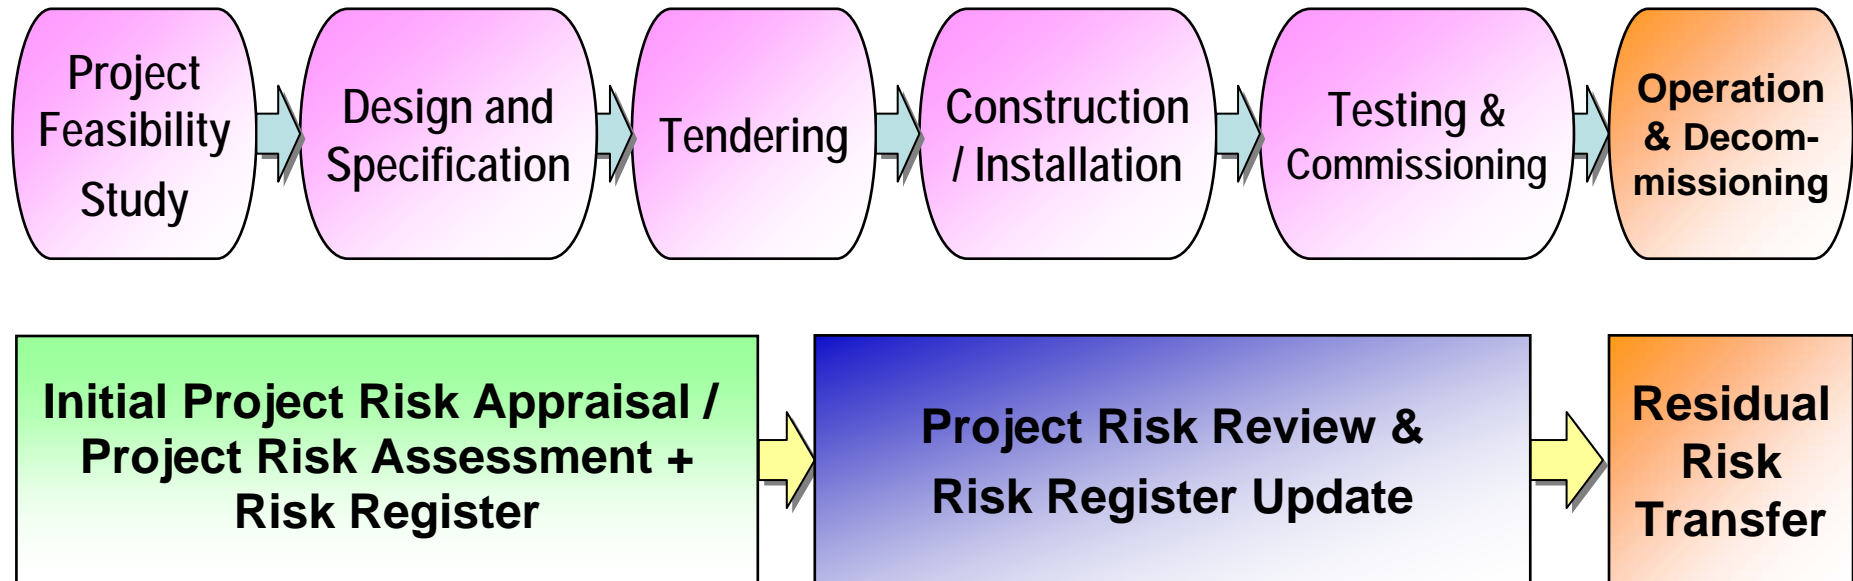 Project
Feasibility
Study
Design and
Specification
Tendering
Construction
/ Installation
Testing &
Commissioning
Operation
& Decom-
missioning
Initial Project Risk Appraisal /
Project Risk Assessment +
Risk Register
Project Risk Review &
Risk Register Update
Residual
Risk
Transfer